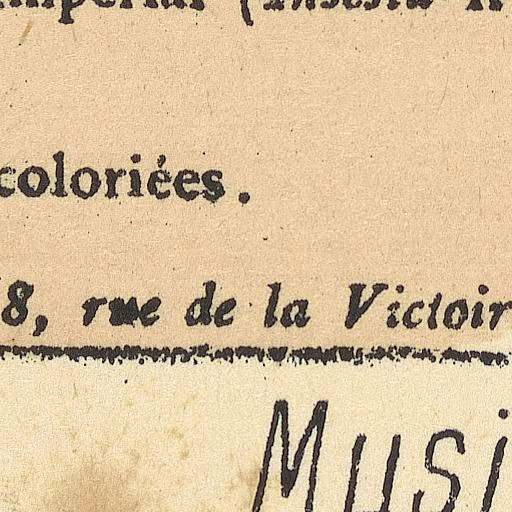 coloriées.
8, rue de la Victoir
Musi